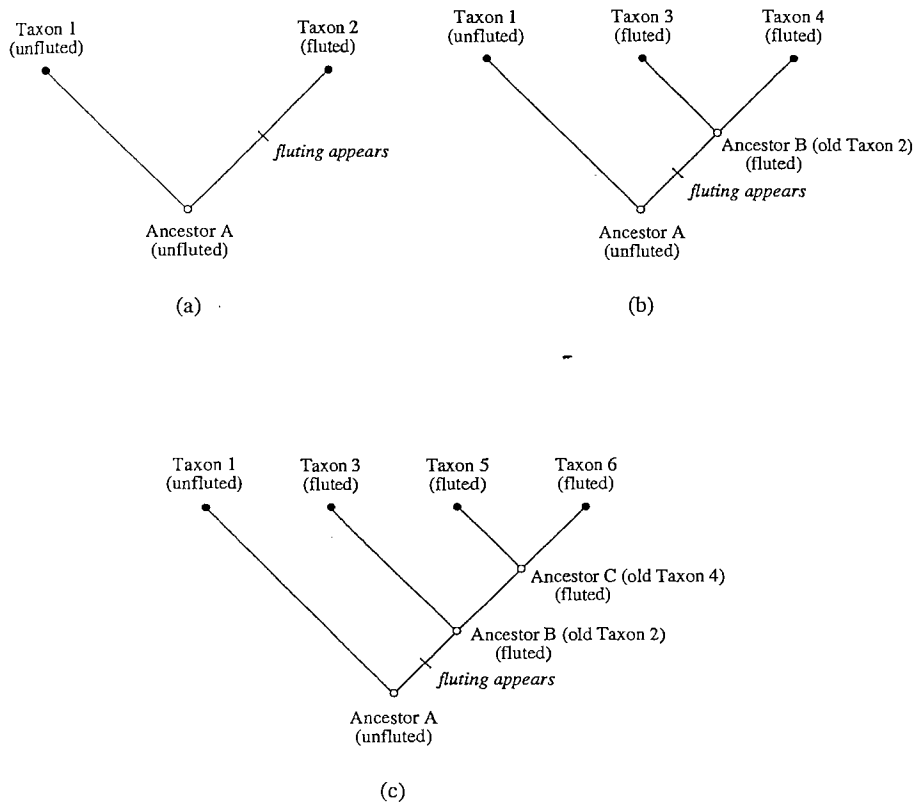 Taxon 1
(unfluted)
Taxon 2
(fluted)
fluting appears
Ancestor A
(unfluted)
(a)
Taxon 1
(unfluted)
Taxon 3
(fluted)
Taxon 4
(fluted)
Ancestor B (old Taxon 2)
(fluted)
fluting appears
Ancestor A
(unfluted)
(b)
Taxon 1
(unfluted)
Taxon 3
(fluted)
Taxon 5
(fluted)
Taxon 6
(fluted)
Ancestor C (old Taxon 4)
(fluted)
Ancestor B (old Taxon 2)
(fluted)
fluting appears
Ancestor A
(unfluted)
(c)